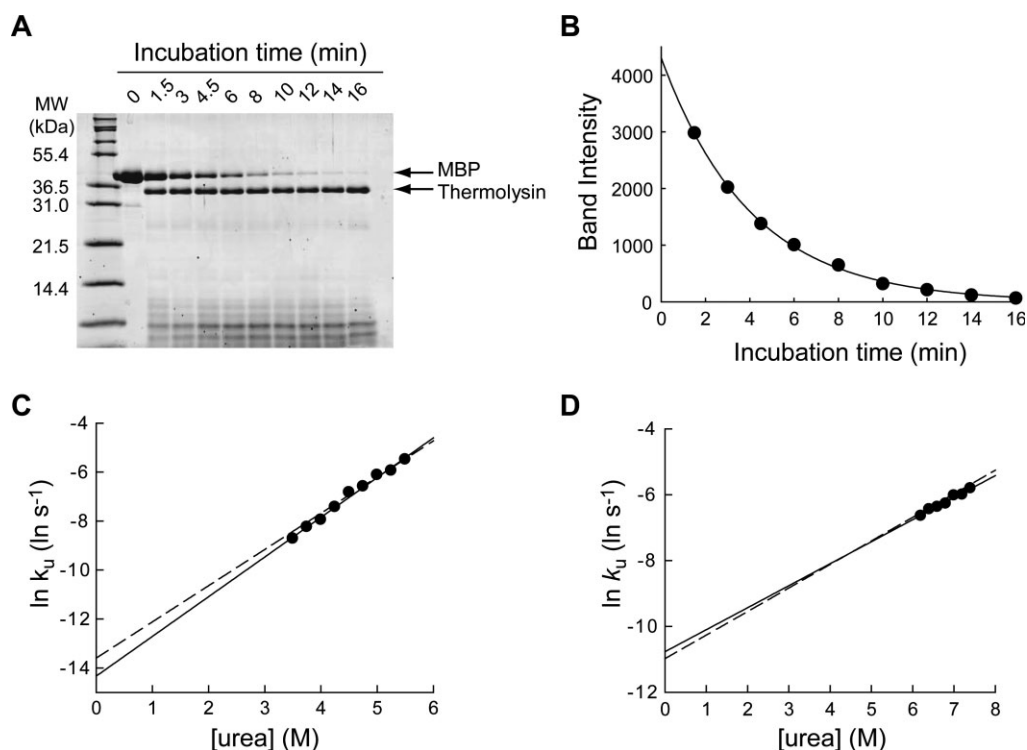 A
Incubation time (min)
0 1.5 3 4.5 6 8 10 12 14 16
MW
(kDa)
55.4
36.5
31.0
21.5
14.4
MBP
Thermolysin
B
Band Intensity
4000
3000
2000
1000
0
0 2 4 6 8 10 12 14 16
Incubation time (min)
C
ln k_u (ln s⁻¹)
-4
-6
-8
-10
-12
-14
0 1 2 3 4 5 6
[urea] (M)
D
ln k_u (ln s⁻¹)
-4
-6
-8
-10
-12
0 1 2 3 4 5 6 7 8
[urea] (M)